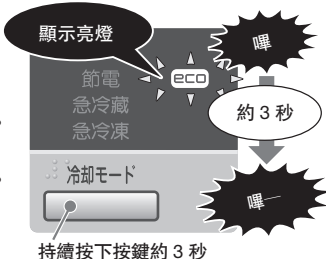 顯示亮燈
嗶
eco
節電
急冷藏
急冷凍
約 3 秒
冷却モード
嗶—
持續按下按鍵約 3 秒